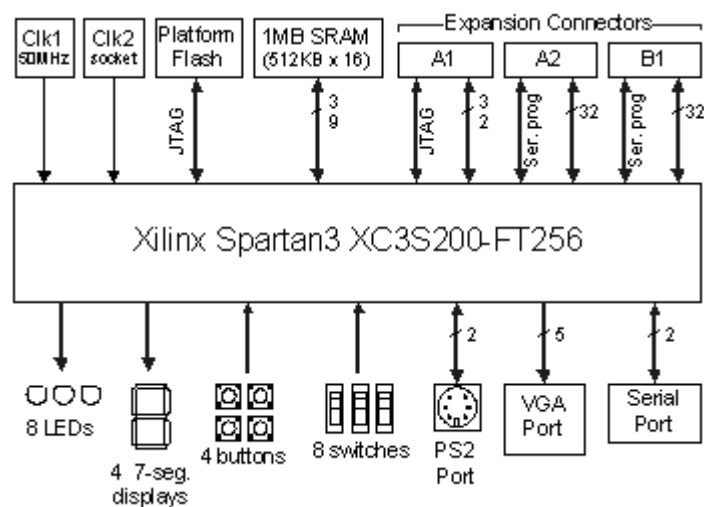 Expansion Connectors
Clk1
50MHz
Clk2
socket
Platform
Flash
1MB SRAM
(512KB x 16)
A1
A2
B1
JTAG
3
9
JTAG
3
2
Ser. prog
32
Ser. prog
32
Xilinx Spartan3 XC3S200-FT256
2
5
2
8 LEDs
4 7-seg.
displays
4 buttons
8 switches
PS2
Port
VGA
Port
Serial
Port